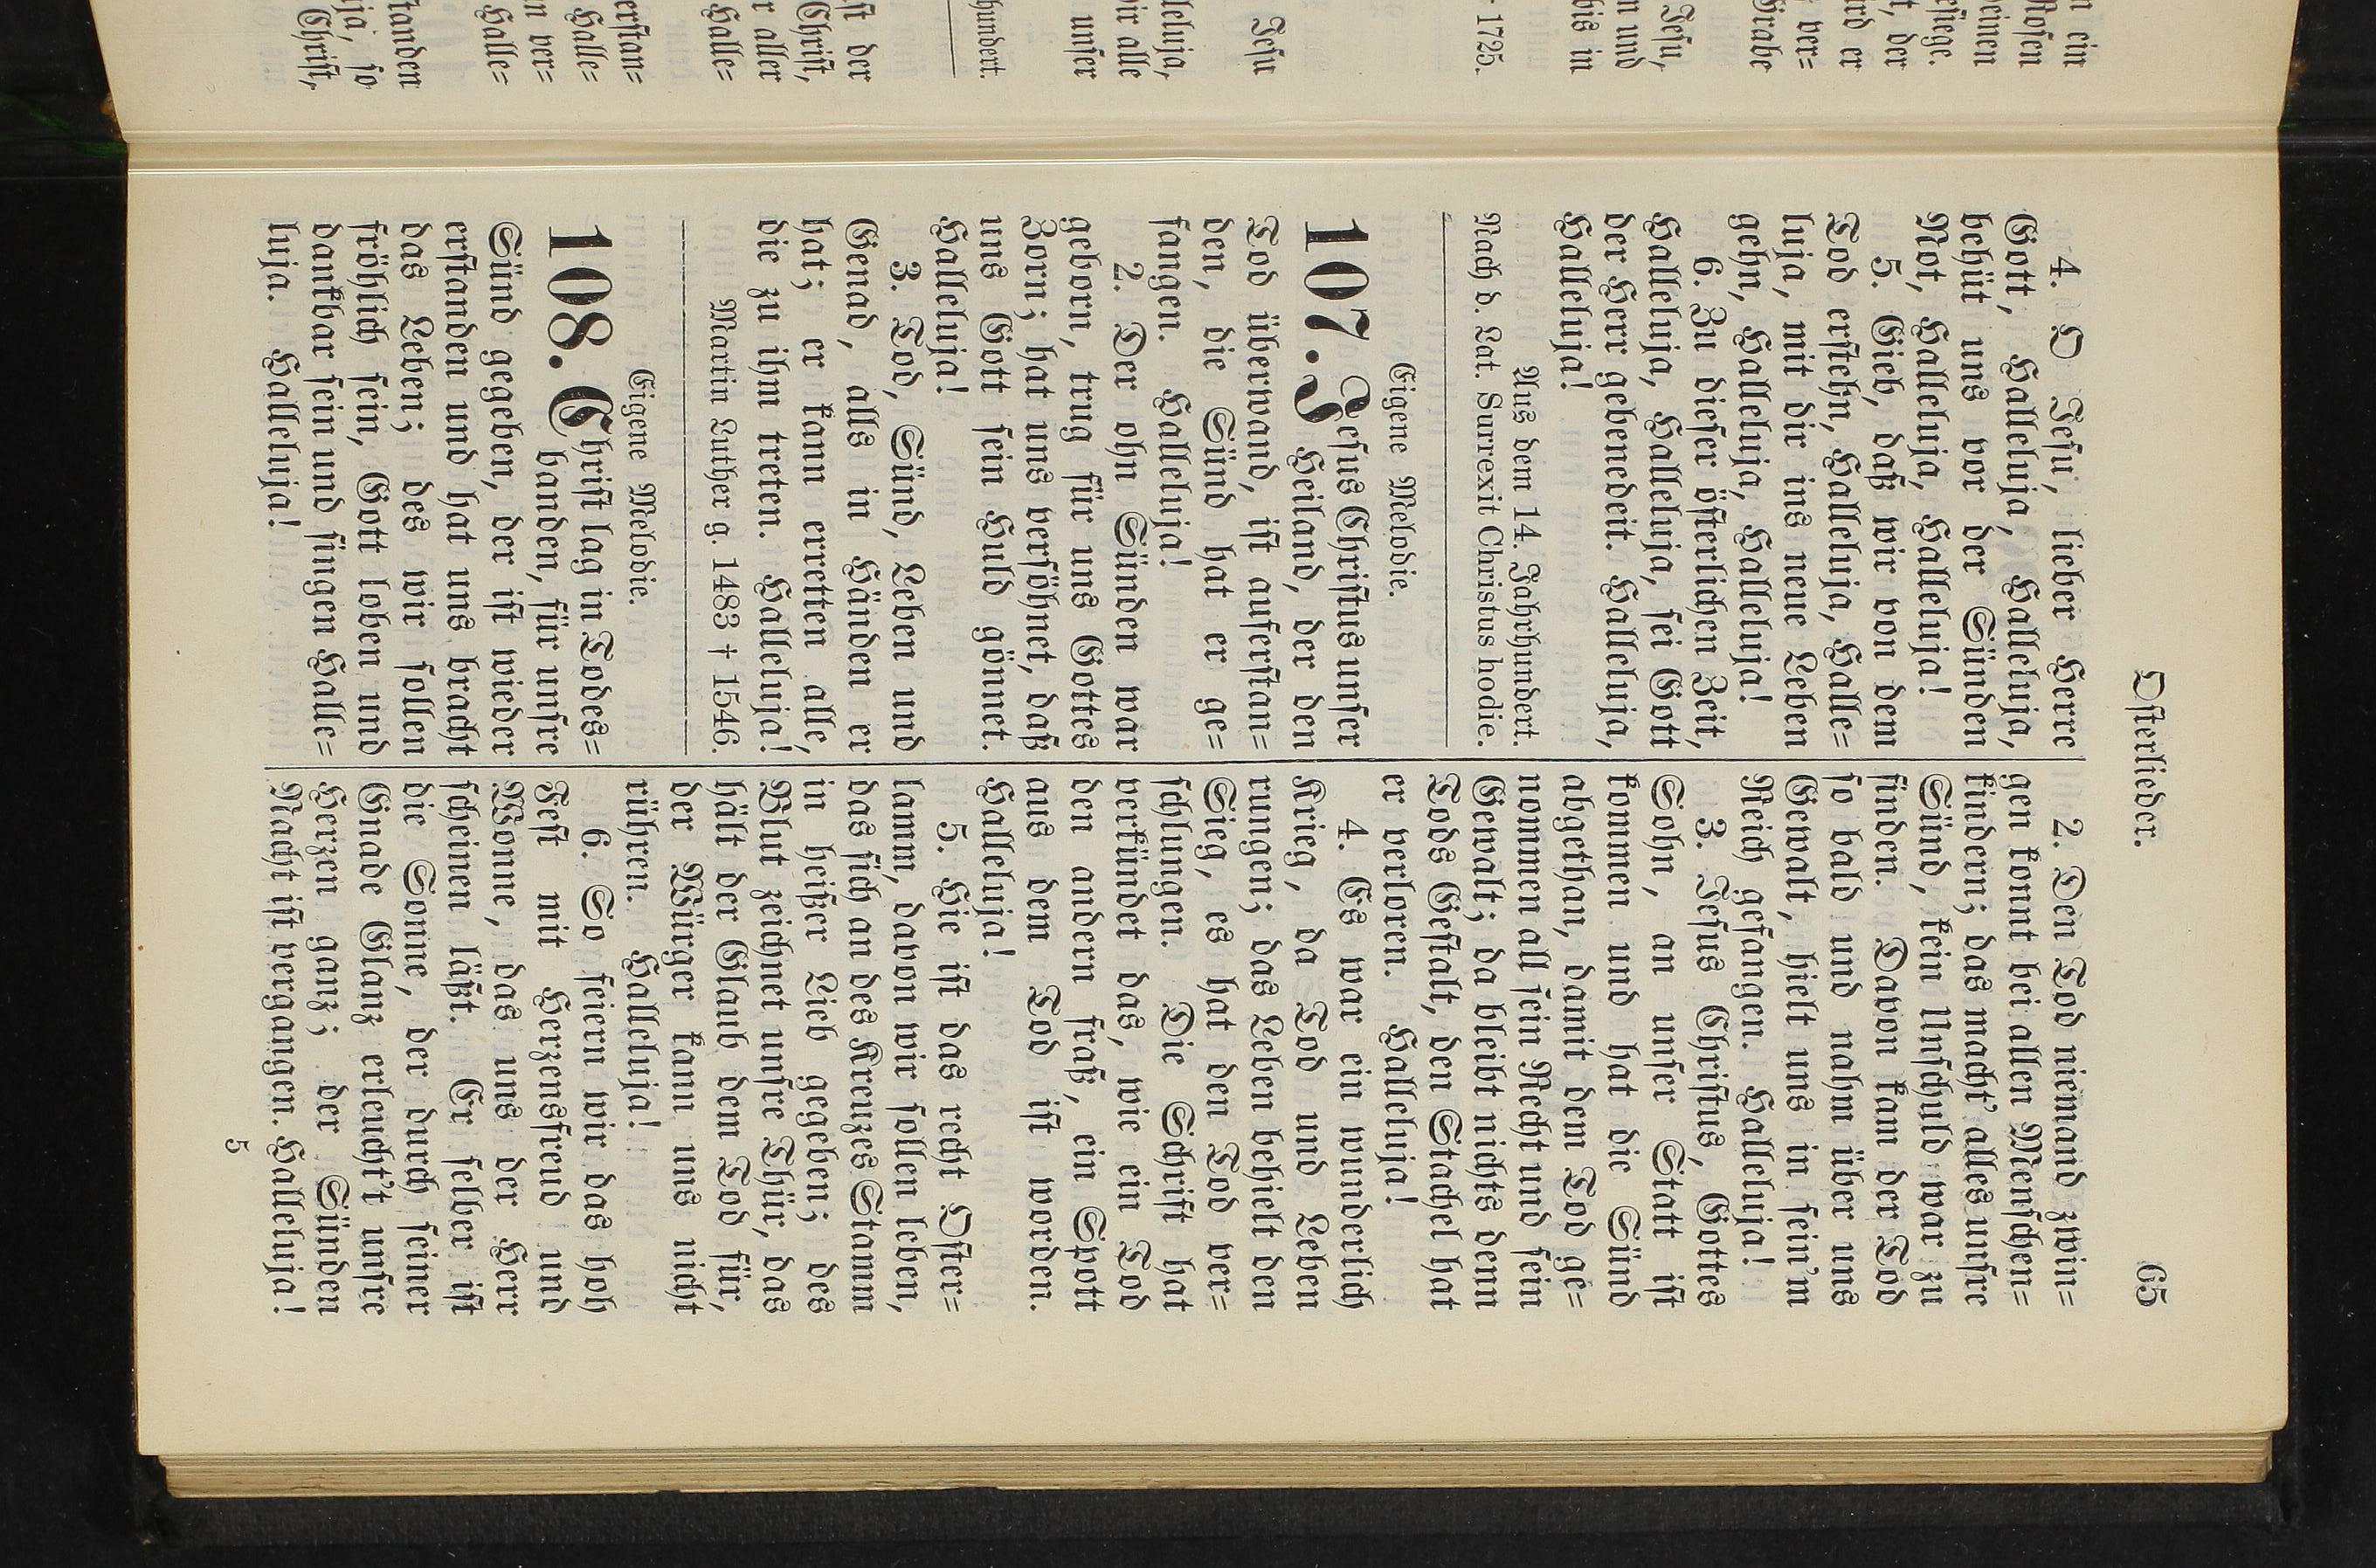 Osterlieder. 65
4. O Jesu, lieber Herre
Gott, Halleluja, Halleluja,
behüt uns vor der Sünden
Not, Halleluja, Halleluja!
5. Gieb, daß wir von dem
Tod erstehn, Halleluja, Halle=
luja, mit dir ins neue Leben
gehn, Halleluja, Halleluja!
6. Zu dieser österlichen Zeit,
Halleluja, Halleluja, sei Gott
der Herr gebenedeit. Halleluja,
Halleluja!
Aus dem 14. Jahrhundert.
Nach d. Lat. Surrexit Christus hodie.
Eigene Melodie.
107. Jesus Christus unser
Heiland, der den
Tod überwand, ist auferstan=
den, die Sünd hat er ge=
fangen. Halleluja!
2. Der ohn Sünden war
geborn, trug für uns Gottes
Zorn; hat uns versöhnet, daß
uns Gott sein Huld gönnet.
Halleluja!
3. Tod, Sünd, Leben und
Genad, alls in Händen er
hat; er kann erretten alle,
die zu ihm treten. Halleluja!
Martin Luther g. 1483 † 1546.
Eigene Melodie.
108. Christ lag in Todes=
banden, für unsre
Sünd gegeben, der ist wieder
erstanden und hat uns bracht
das Leben; des wir sollen
fröhlich sein, Gott loben und
dankbar sein und singen Halle=
luja. Halleluja!
2. Den Tod niemand zwin=
gen konnt bei allen Menschen=
kindern; das macht' alles unsre
Sünd, kein Unschuld war zu
finden. Davon kam der Tod
so bald und nahm über uns
Gewalt, hielt uns in sein'm
Reich gefangen. Halleluja!
3. Jesus Christus, Gottes
Sohn, an unser Statt ist
kommen und hat die Sünd
abgethan, damit dem Tod ge=
nommen all sein Recht und sein
Gewalt; da bleibt nichts denn
Tods Gestalt, den Stachel hat
er verloren. Halleluja!
4. Es war ein wunderlich
Krieg, da Tod und Leben
rungen; das Leben behielt den
Sieg, es hat den Tod ver=
schlungen. Die Schrift hat
verkündet das, wie ein Tod
den andern fraß, ein Spott
aus dem Tod ist worden.
Halleluja!
5. Hie ist das recht Oster=
lamm, davon wir sollen leben,
das sich an des Kreuzes Stamm
in heißer Lieb gegeben; des
Blut zeichnet unsre Thür, das
hält der Glaub dem Tod für,
der Würger kann uns nicht
rühren. Halleluja!
6. So feiern wir das hoh
Fest mit Herzensfreud und
Wonne, das uns der Herr
scheinen läßt. Er selber ist
die Sonne, der durch seiner
Gnade Glanz erleucht't unsre
Herzen ganz; der Sünden
Nacht ist vergangen. Halleluja!
5